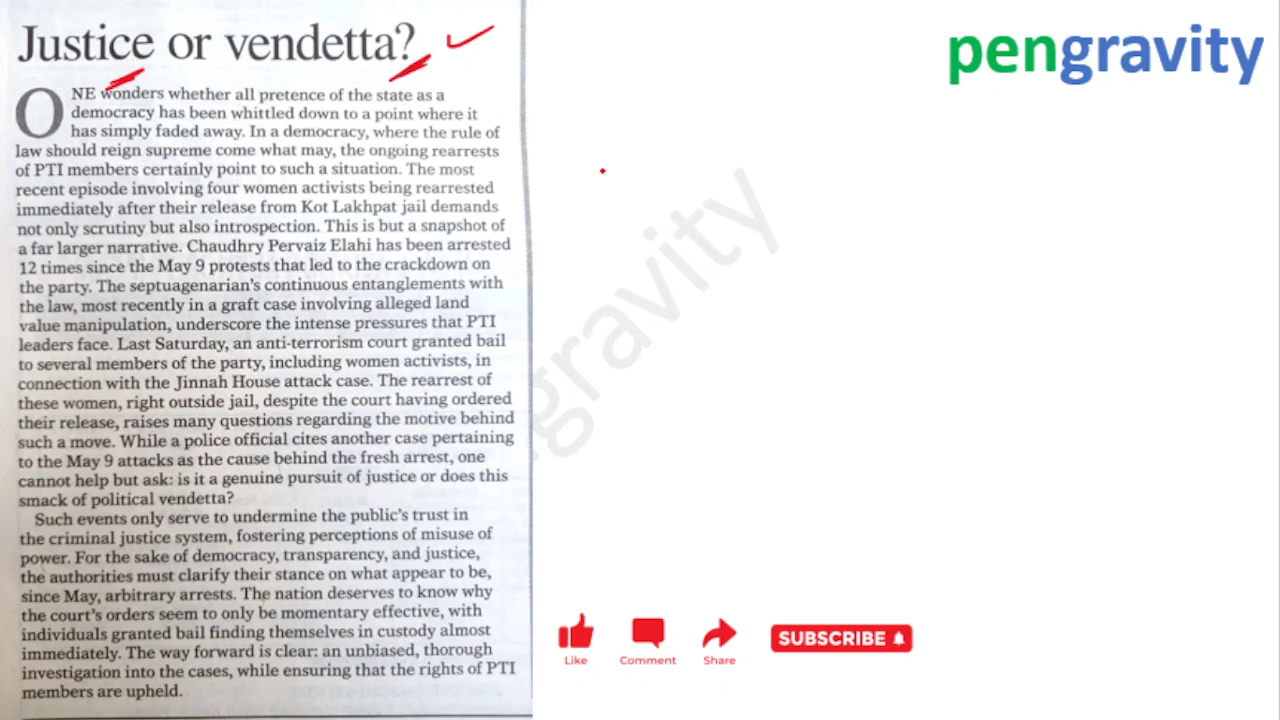 Justice or vendetta?
ONE wonders whether all pretence of the state as a
democracy has been whittled down to a point where it
has simply faded away. In a democracy, where the rule of
law should reign supreme come what may, the ongoing rearrests
of PTI members certainly point to such a situation. The most
recent episode involving four women activists being rearrested
immediately after their release from Kot Lakhpat jail demands
not only scrutiny but also introspection. This is but a snapshot of
a far larger narrative. Chaudhry Pervaiz Elahi has been arrested
12 times since the May 9 protests that led to the crackdown on
the party. The septuagenarian's continuous entanglements with
the law, most recently in a graft case involving alleged land
value manipulation, underscore the intense pressures that PTI
leaders face. Last Saturday, an anti-terrorism court granted bail
to several members of the party, including women activists, in
connection with the Jinnah House attack case. The rearrest of
these women, right outside jail, despite the court having ordered
their release, raises many questions regarding the motive behind
such a move. While a police official cites another case pertaining
to the May 9 attacks as the cause behind the fresh arrest, one
cannot help but ask: is it a genuine pursuit of justice or does this
smack of political vendetta?
Such events only serve to undermine the public's trust in
the criminal justice system, fostering perceptions of misuse of
power. For the sake of democracy, transparency, and justice,
the authorities must clarify their stance on what appear to be,
since May, arbitrary arrests. The nation deserves to know why
the court's orders seem to only be momentary effective, with
individuals granted bail finding themselves in custody almost
immediately. The way forward is clear: an unbiased, thorough
investigation into the cases, while ensuring that the rights of PTI
members are upheld.
pengravity
gravity
Like
Comment
Share
SUBSCRIBE